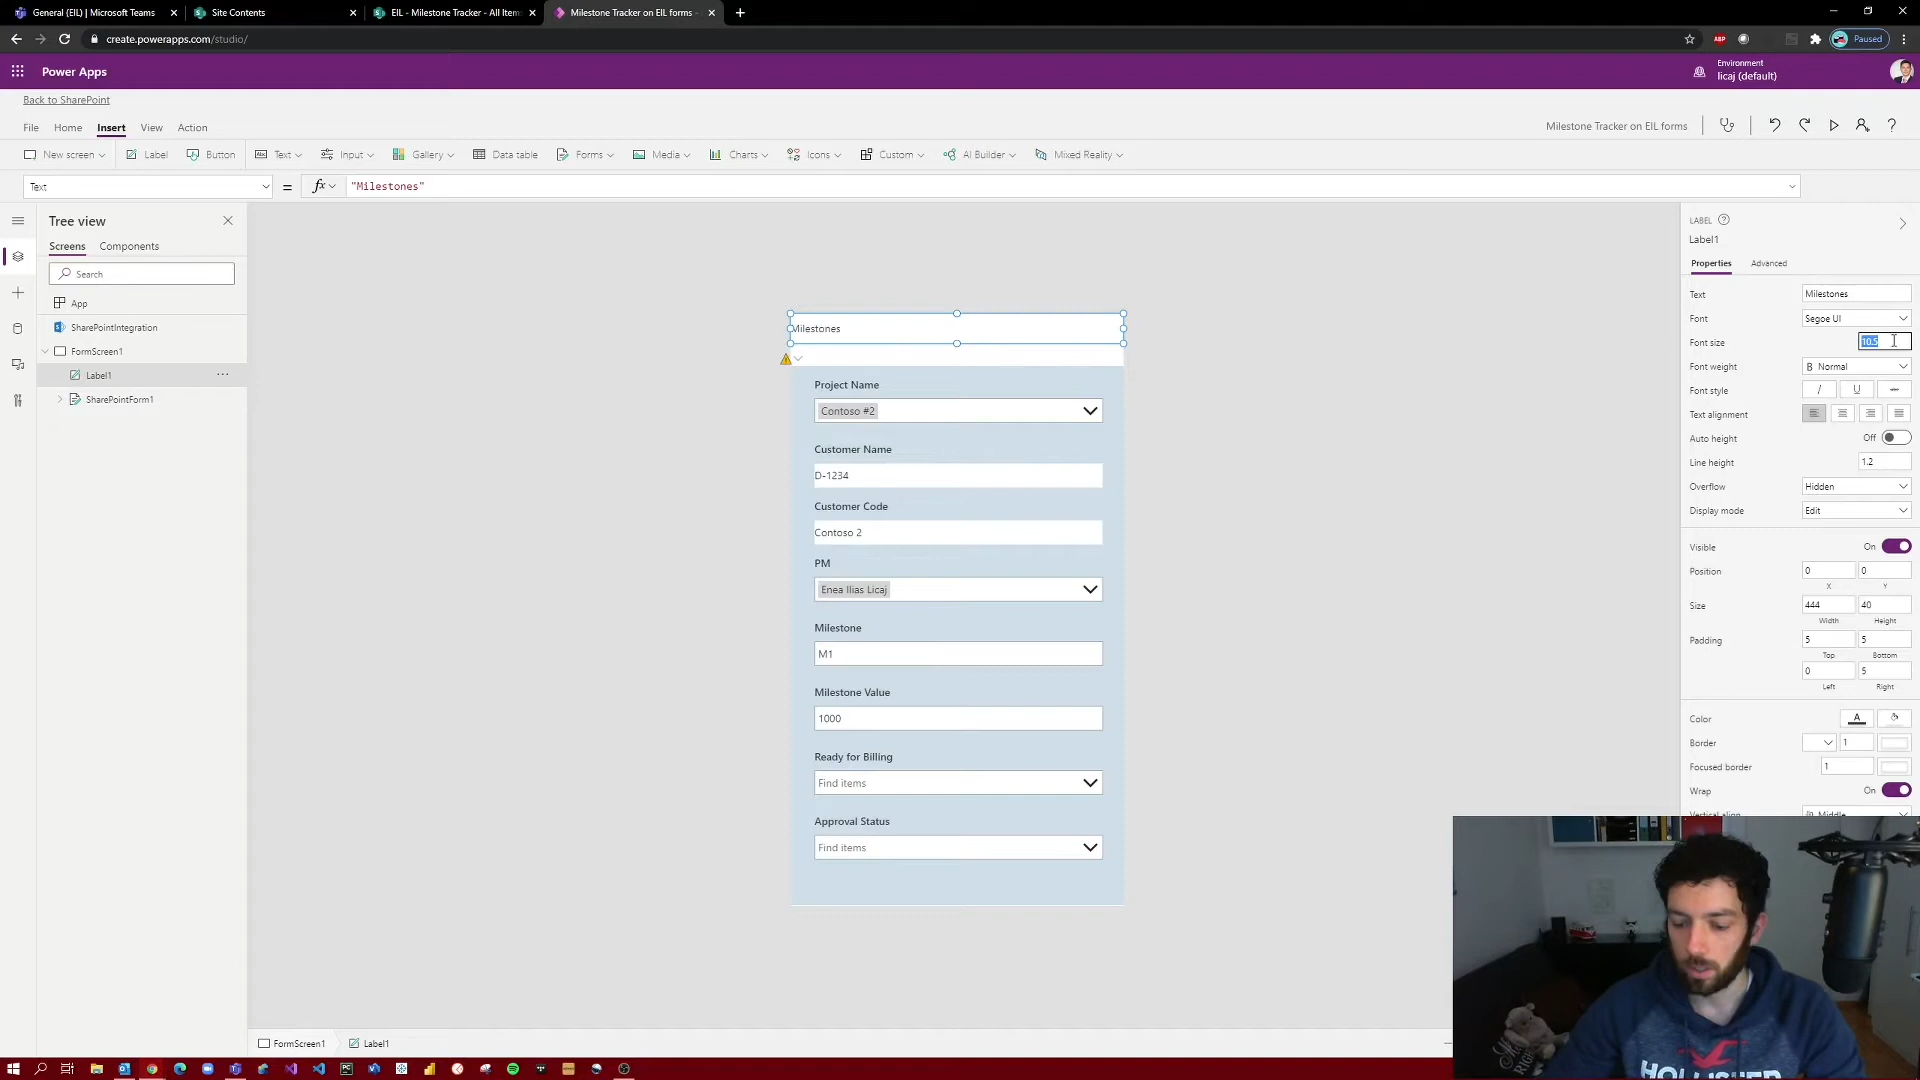 General (EIL) | Microsoft Teams
Site Contents
EIL - Milestone Tracker - All Item
Milestone Tracker on EIL forms -
create.powerapps.com/studio/
ABP
Paused
Power Apps
Environment
licaj (default)
Back to SharePoint
File Home Insert View Action
Milestone Tracker on EIL forms
New screen Label Button Text Input Gallery Data table Forms Media Charts Icons Custom AI Builder Mixed Reality
Text = fx "Milestones"
Tree view
Screens Components
Search
App
SharePointIntegration
FormScreen1
Label1
SharePointForm1
Milestones
Project Name
Contoso #2
Customer Name
D-1234
Customer Code
Contoso 2
PM
Enea Ilias Licaj
Milestone
M1
Milestone Value
1000
Ready for Billing
Find items
Approval Status
Find items
LABEL
Label1
Properties Advanced
Text Milestones
Font Segoe UI
Font size 10.5
Font weight B Normal
Font style / U
Text alignment
Auto height Off
Line height 1.2
Overflow Hidden
Display mode Edit
Visible On
Position 0 0
X Y
Size 444 40
Width Height
Padding 5 5
Top Bottom
0 5
Left Right
Color A
Border 1
Focused border 1
Wrap On
Vertical align Middle
FormScreen1 Label1
HOLLISTER